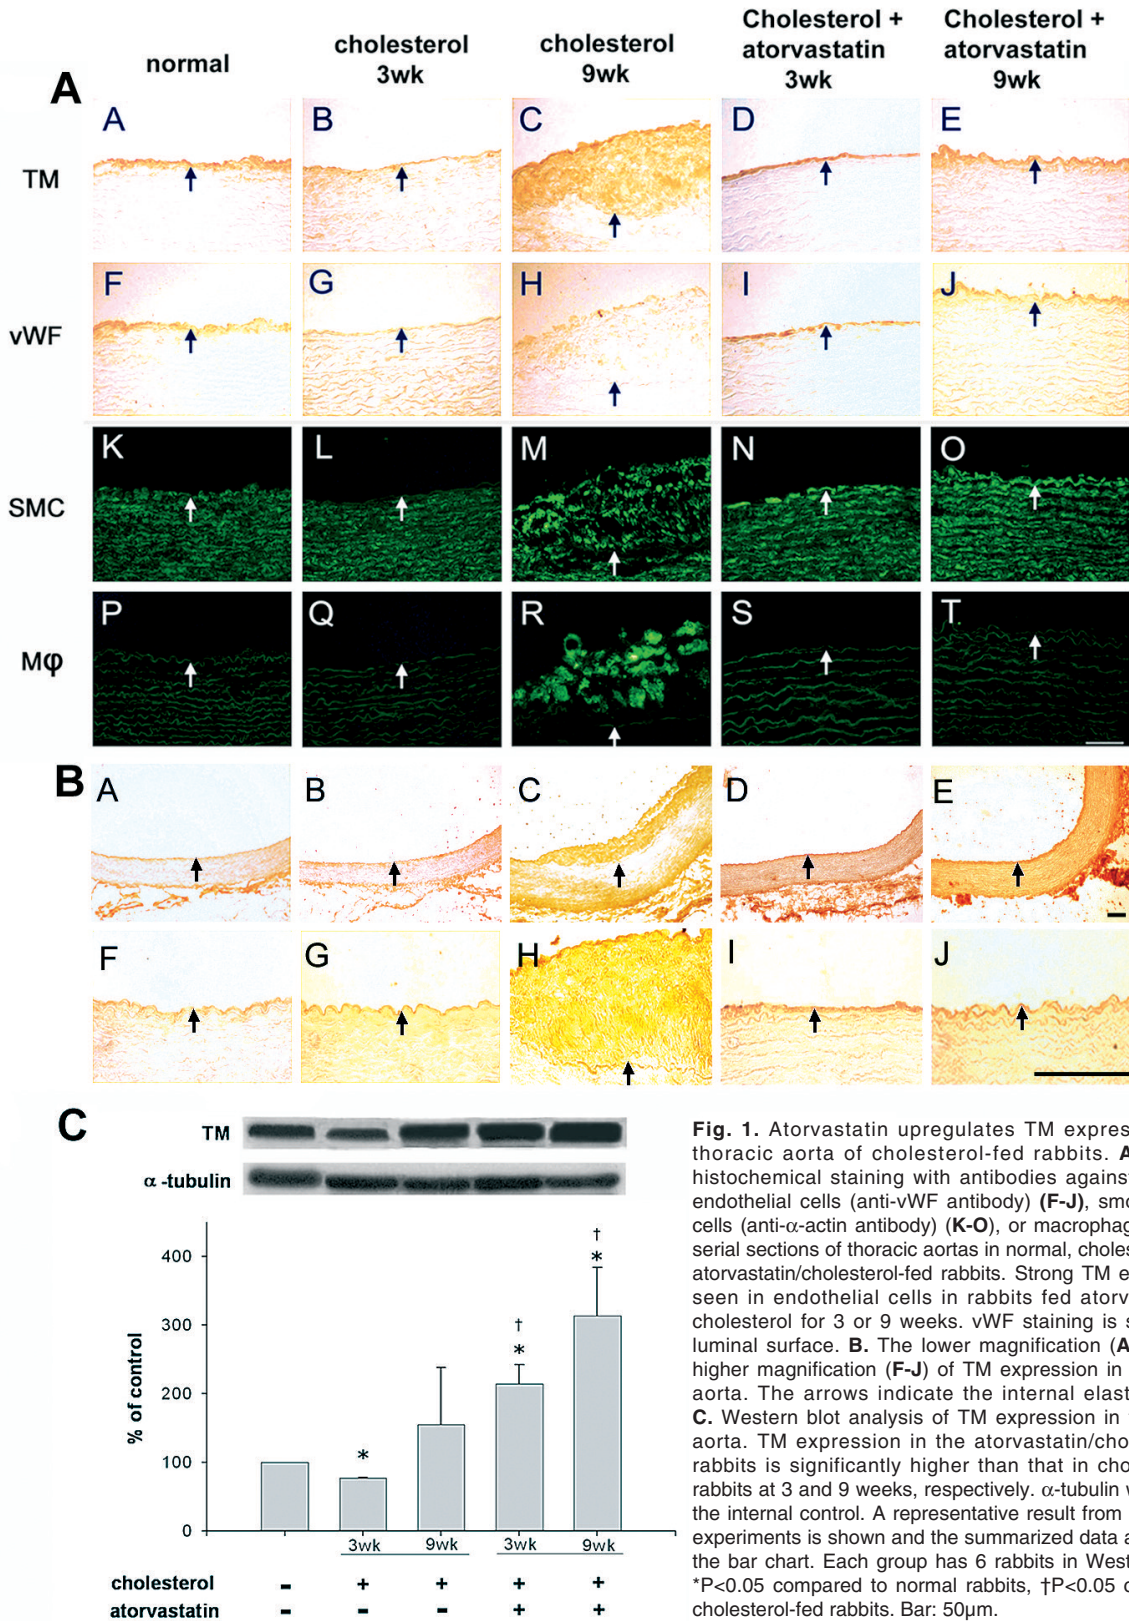 normal
cholesterol
3wk
cholesterol
9wk
Cholesterol +
atorvastatin
3wk
Cholesterol +
atorvastatin
9wk
A
TM
A
B
C
D
E
vWF
F
G
H
I
J
SMC
K
L
M
N
O
Mφ
P
Q
R
S
T
B
A
B
C
D
E
F
G
H
I
J
C
TM
α-tubulin
% of control
400
300
200
100
0
*
†
*
†
*
3wk
9wk
3wk
9wk
cholesterol - + + + +
atorvastatin - - - + +
Fig. 1. Atorvastatin upregulates TM express
thoracic aorta of cholesterol-fed rabbits. A
histochemical staining with antibodies against
endothelial cells (anti-vWF antibody) (F-J), smo
cells (anti-α-actin antibody) (K-O), or macrophag
serial sections of thoracic aortas in normal, choles
atorvastatin/cholesterol-fed rabbits. Strong TM e
seen in endothelial cells in rabbits fed atorv
cholesterol for 3 or 9 weeks. vWF staining is s
luminal surface. B. The lower magnification (A
higher magnification (F-J) of TM expression in
aorta. The arrows indicate the internal elast
C. Western blot analysis of TM expression in
aorta. TM expression in the atorvastatin/cho
rabbits is significantly higher than that in cho
rabbits at 3 and 9 weeks, respectively. α-tubulin w
the internal control. A representative result from
experiments is shown and the summarized data a
the bar chart. Each group has 6 rabbits in West
*P<0.05 compared to normal rabbits, †P<0.05 c
cholesterol-fed rabbits. Bar: 50μm.